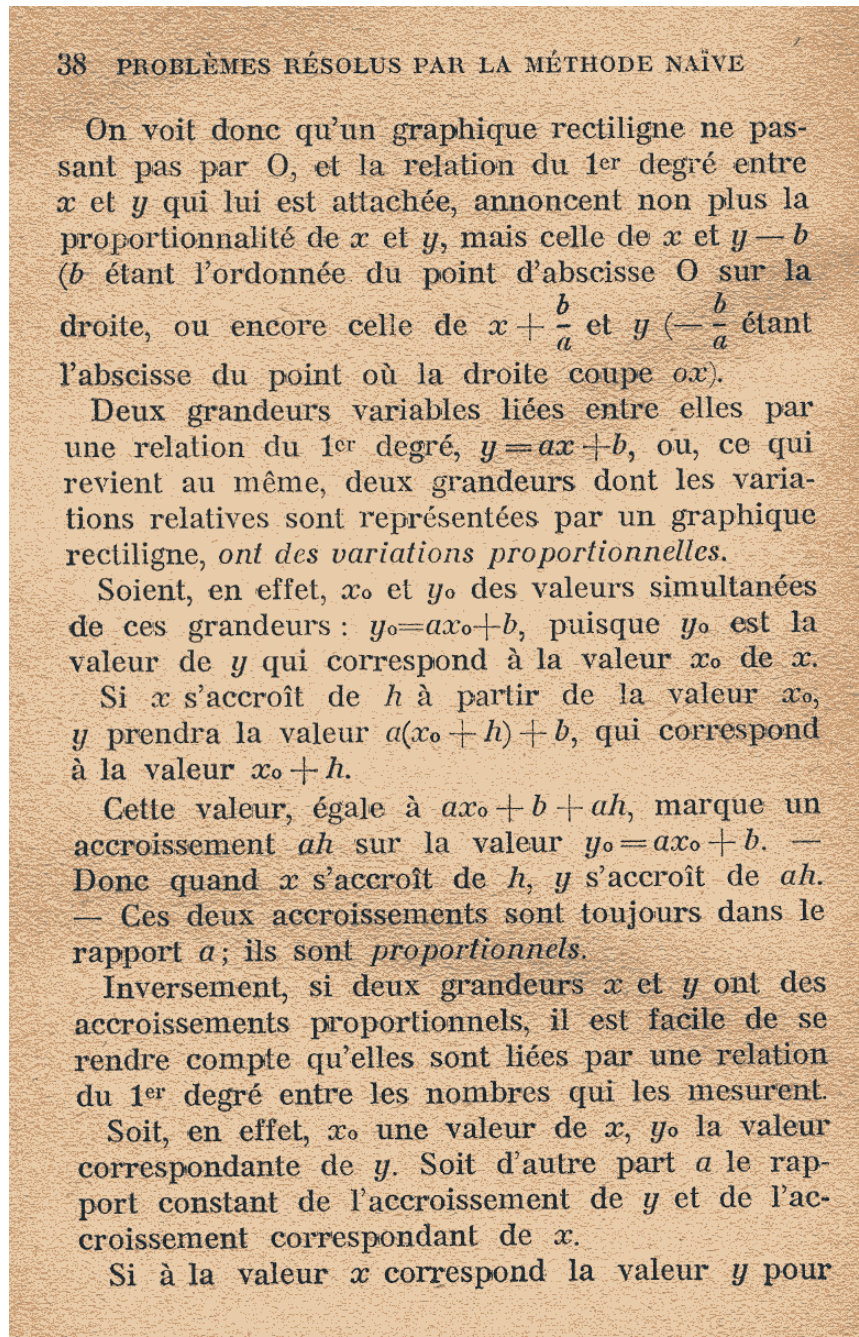 38 PROBLÈMES RÉSOLUS PAR LA MÉTHODE NAÏVE
On voit donc qu'un graphique rectiligne ne pas-
sant pas par O, et la relation du 1er degré entre
x et y qui lui est attachée, annoncent non plus la
proportionnalité de x et y, mais celle de x et y — b
(b étant l'ordonnée du point d'abscisse O sur la
droite, ou encore celle de x + b/a et y (— b/a étant
l'abscisse du point où la droite coupe ox).
Deux grandeurs variables liées entre elles par
une relation du 1er degré, y = ax + b, ou, ce qui
revient au même, deux grandeurs dont les varia-
tions relatives sont représentées par un graphique
rectiligne, ont des variations proportionnelles.
Soient, en effet, x₀ et y₀ des valeurs simultanées
de ces grandeurs : y₀=ax₀+b, puisque y₀ est la
valeur de y qui correspond à la valeur x₀ de x.
Si x s'accroît de h à partir de la valeur x₀,
y prendra la valeur a(x₀ + h) + b, qui correspond
à la valeur x₀ + h.
Cette valeur, égale à ax₀ + b + ah, marque un
accroissement ah sur la valeur y₀ = ax₀ + b. —
Donc quand x s'accroît de h, y s'accroît de ah.
— Ces deux accroissements sont toujours dans le
rapport a ; ils sont proportionnels.
Inversement, si deux grandeurs x et y ont des
accroissements proportionnels, il est facile de se
rendre compte qu'elles sont liées par une relation
du 1er degré entre les nombres qui les mesurent.
Soit, en effet, x₀ une valeur de x, y₀ la valeur
correspondante de y. Soit d'autre part a le rap-
port constant de l'accroissement de y et de l'ac-
croissement correspondant de x.
Si à la valeur x correspond la valeur y pour